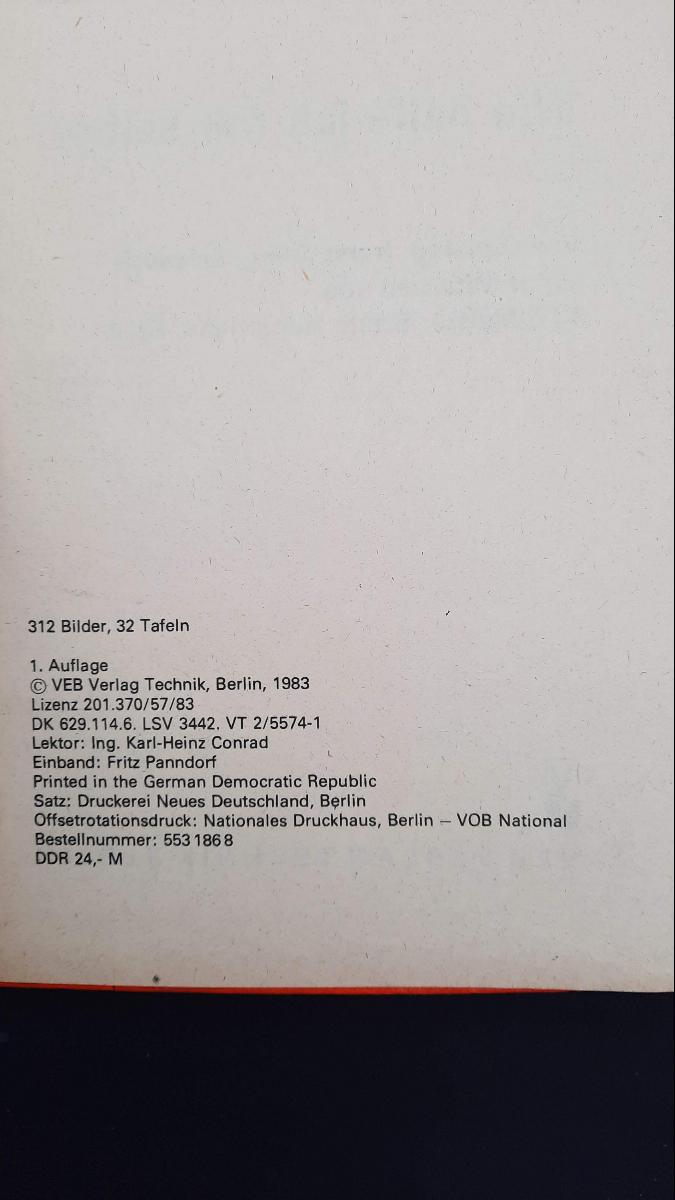 312 Bilder, 32 Tafeln
1. Auflage
© VEB Verlag Technik, Berlin, 1983
Lizenz 201.370/57/83
DK 629.114.6. LSV 3442. VT 2/5574-1
Lektor: Ing. Karl-Heinz Conrad
Einband: Fritz Panndorf
Printed in the German Democratic Republic
Satz: Druckerei Neues Deutschland, Berlin
Offsetrotationsdruck: Nationales Druckhaus, Berlin – VOB National
Bestellnummer: 553 186 8
DDR 24,- M